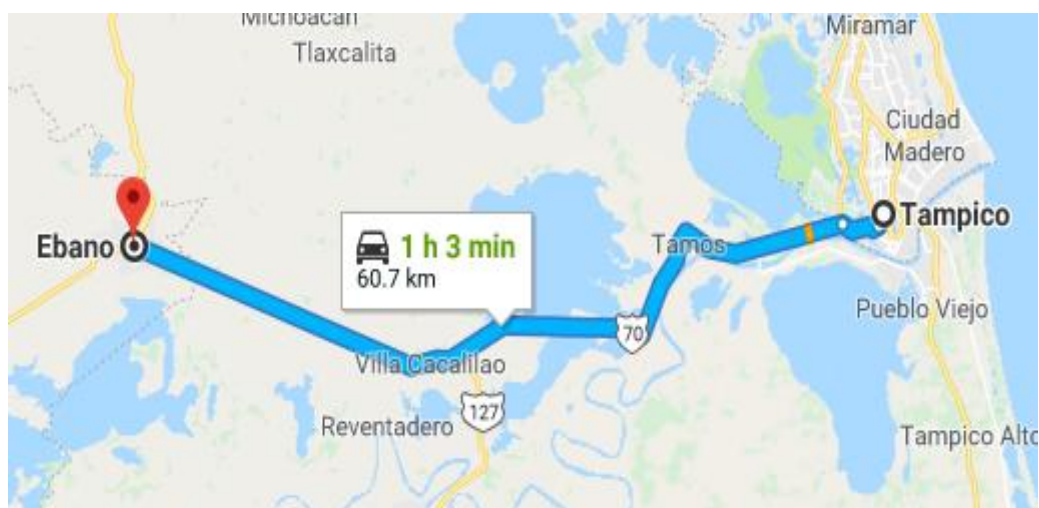 Michoacán
Tlaxcalita
Miramar
Ciudad
Madero
Tampico
Ebano
1 h 3 min
60.7 km
Tamos
70
Pueblo Viejo
Villa Cacalilao
127
Reventadero
Tampico Alto